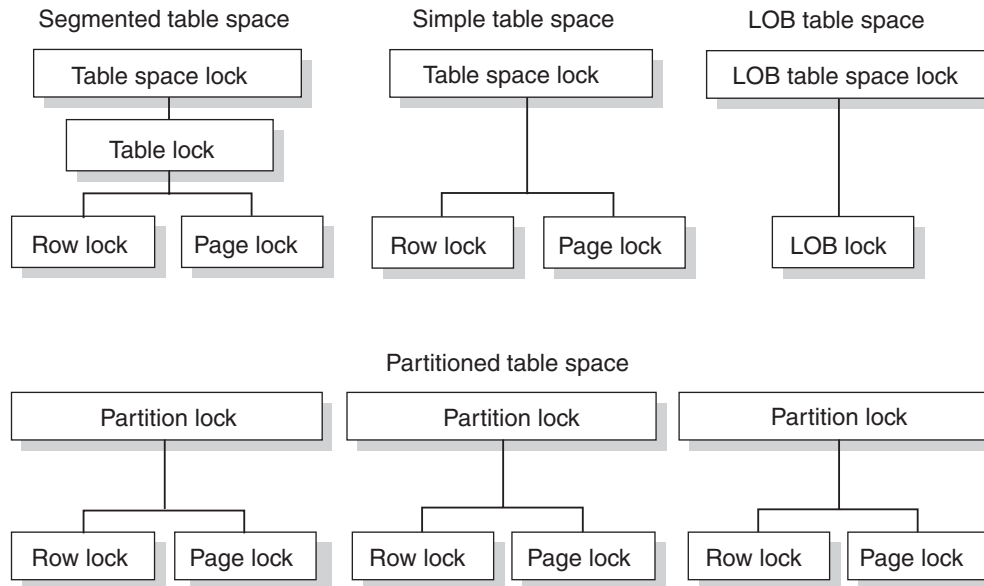 Segmented table space
Simple table space
LOB table space
Table space lock
Table space lock
LOB table space lock
Table lock
Row lock
Page lock
Row lock
Page lock
LOB lock
Partitioned table space
Partition lock
Partition lock
Partition lock
Row lock
Page lock
Row lock
Page lock
Row lock
Page lock